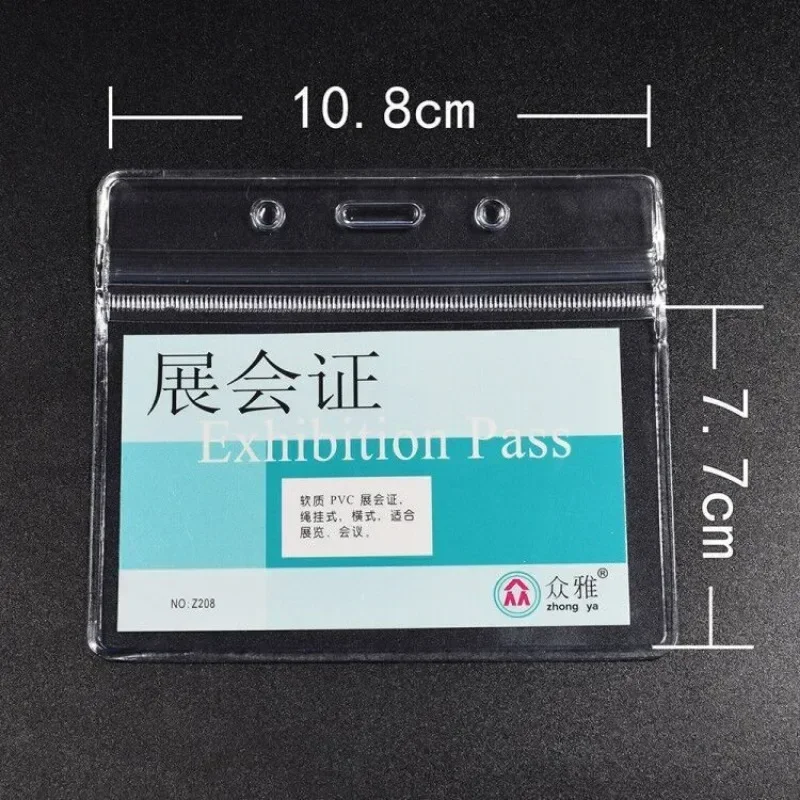 10.8cm
展会证
Exhibition Pass
软质 PVC 展会证,
绳挂式, 横式, 适合
展览、会议。
7.7cm
NO:Z208
众雅®
zhong ya